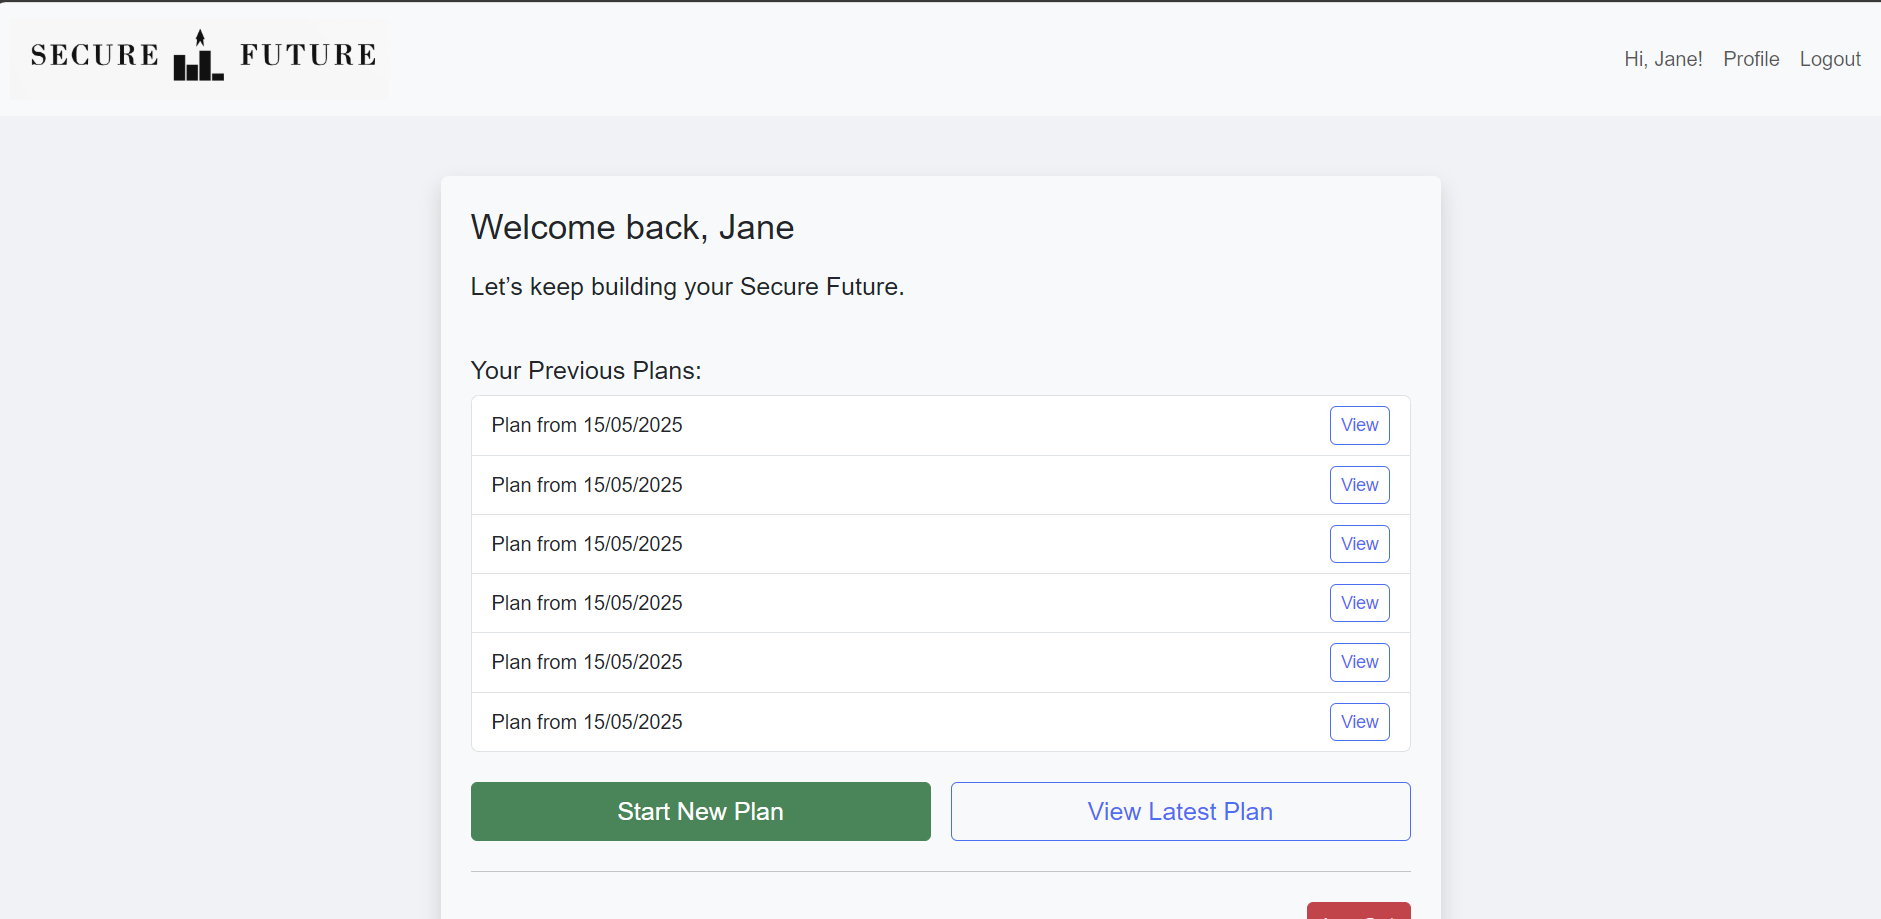 SECURE FUTURE
Hi, Jane! Profile Logout
Welcome back, Jane
Let’s keep building your Secure Future.
Your Previous Plans:
Plan from 15/05/2025 View
Plan from 15/05/2025 View
Plan from 15/05/2025 View
Plan from 15/05/2025 View
Plan from 15/05/2025 View
Plan from 15/05/2025 View
Start New Plan View Latest Plan